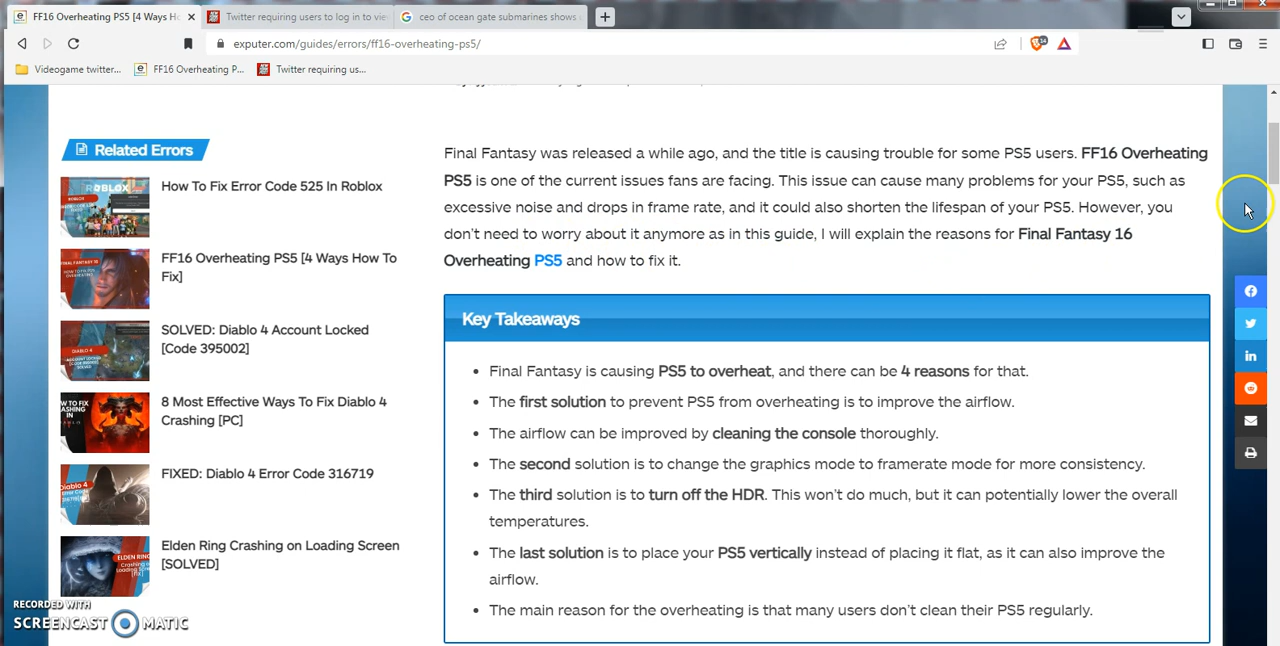 FF16 Overheating PS5 [4 Ways Ho
Twitter requiring users to log in to vie
ceo of ocean gate submarines shows
exputer.com/guides/errors/ff16-overheating-ps5/
Videogame twitter...
FF16 Overheating P...
Twitter requiring us...
Related Errors
How To Fix Error Code 525 In Roblox
FF16 Overheating PS5 [4 Ways How To
Fix]
SOLVED: Diablo 4 Account Locked
[Code 395002]
8 Most Effective Ways To Fix Diablo 4
Crashing [PC]
FIXED: Diablo 4 Error Code 316719
Elden Ring Crashing on Loading Screen
[SOLVED]
Final Fantasy was released a while ago, and the title is causing trouble for some PS5 users. FF16 Overheating
PS5 is one of the current issues fans are facing. This issue can cause many problems for your PS5, such as
excessive noise and drops in frame rate, and it could also shorten the lifespan of your PS5. However, you
don't need to worry about it anymore as in this guide, I will explain the reasons for Final Fantasy 16
Overheating PS5 and how to fix it.
Key Takeaways
• Final Fantasy is causing PS5 to overheat, and there can be 4 reasons for that.
• The first solution to prevent PS5 from overheating is to improve the airflow.
• The airflow can be improved by cleaning the console thoroughly.
• The second solution is to change the graphics mode to framerate mode for more consistency.
• The third solution is to turn off the HDR. This won't do much, but it can potentially lower the overall
temperatures.
• The last solution is to place your PS5 vertically instead of placing it flat, as it can also improve the
airflow.
• The main reason for the overheating is that many users don't clean their PS5 regularly.
RECORDED WITH
SCREENCAST MATIC